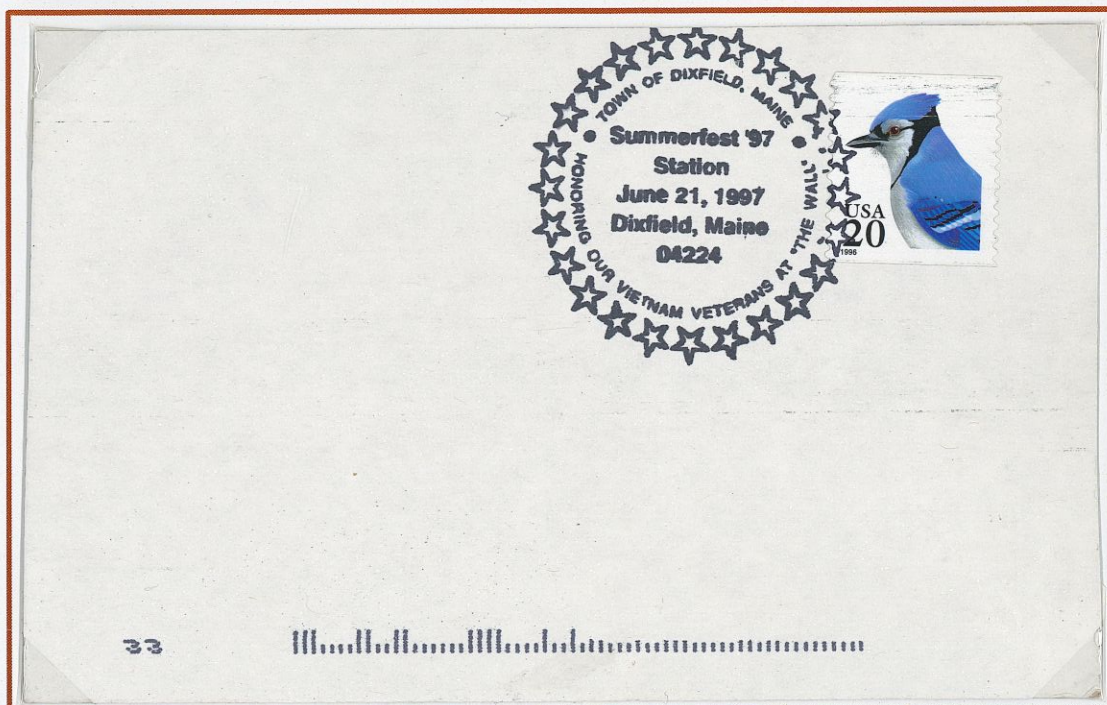 TOWN OF DIXFIELD, MAINE
Summerfest '97
Station
June 21, 1997
Dixfield, Maine
04224
HONORING OUR VIETNAM VETERANS AT 'THE WALL'
USA
20
1996
33